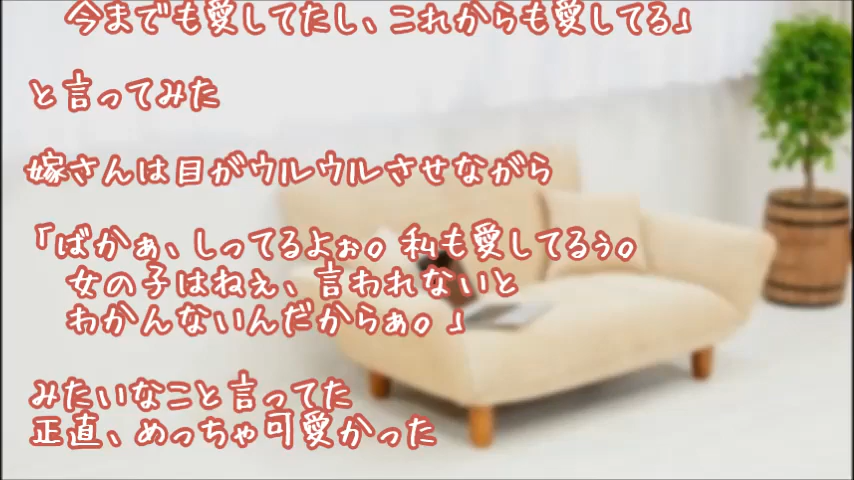 今までも愛してたし、これからも愛してる」
と言ってみた
嫁さんは目がウルウルさせながら
「ばかぁ、しってるよぉ。私も愛してるぅ。
女の子はねぇ、言われないと
わかんないんだからぁ。」
みたいなこと言ってた
正直、めっちゃ可愛かった